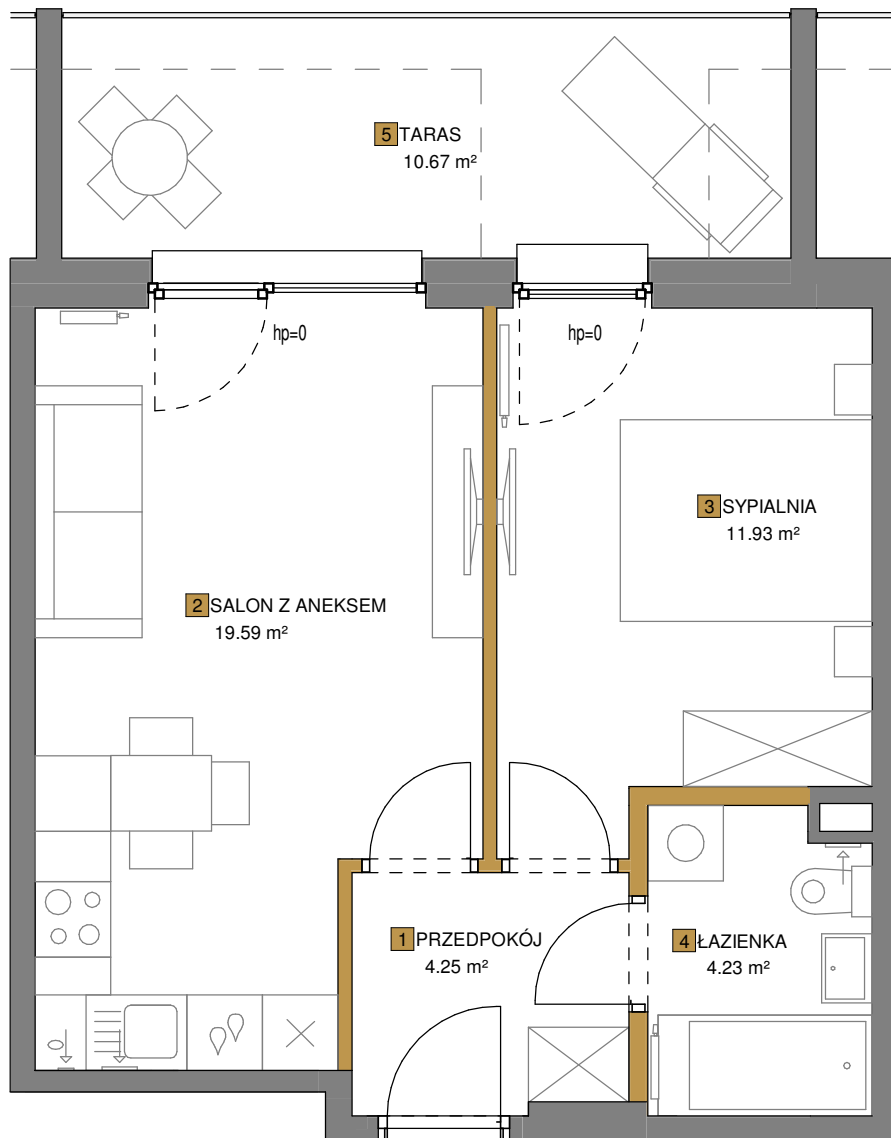 5 TARAS
10.67 m²
hp=0
hp=0
3 SYPIALNIA
11.93 m²
2 SALON Z ANEKSEM
19.59 m²
1 PRZEDPOKÓJ
4.25 m²
4 ŁAZIENKA
4.23 m²